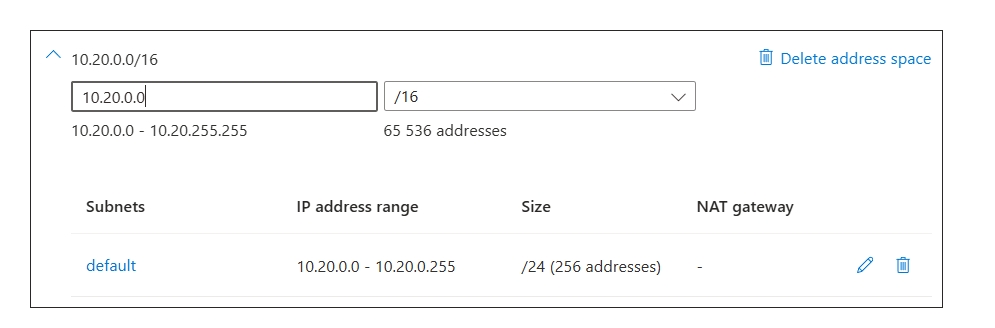 10.20.0.0/16
Delete address space
10.20.0.0
/16
10.20.0.0 - 10.20.255.255
65 536 addresses
Subnets IP address range Size NAT gateway
default 10.20.0.0 - 10.20.0.255 /24 (256 addresses) -